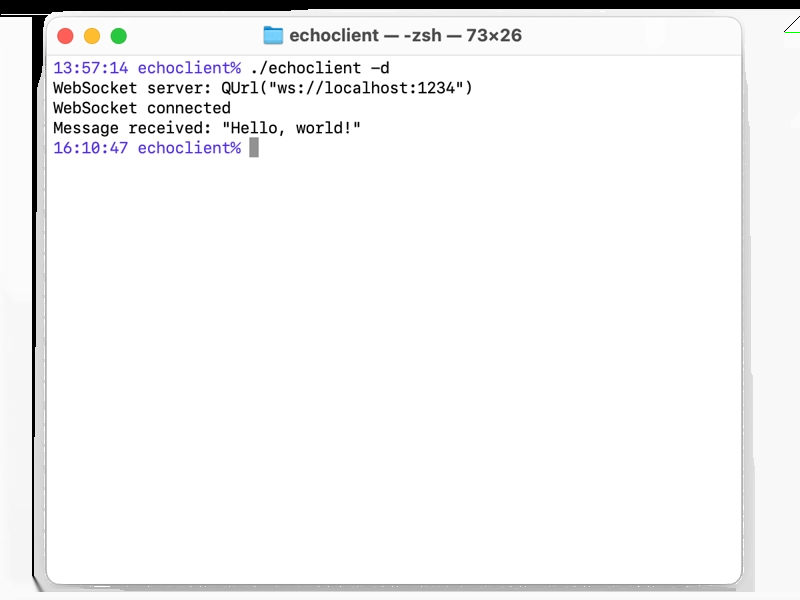 echoclient — -zsh — 73×26
13:57:14 echoclient% ./echoclient -d
WebSocket server: QUrl("ws://localhost:1234")
WebSocket connected
Message received: "Hello, world!"
16:10:47 echoclient%